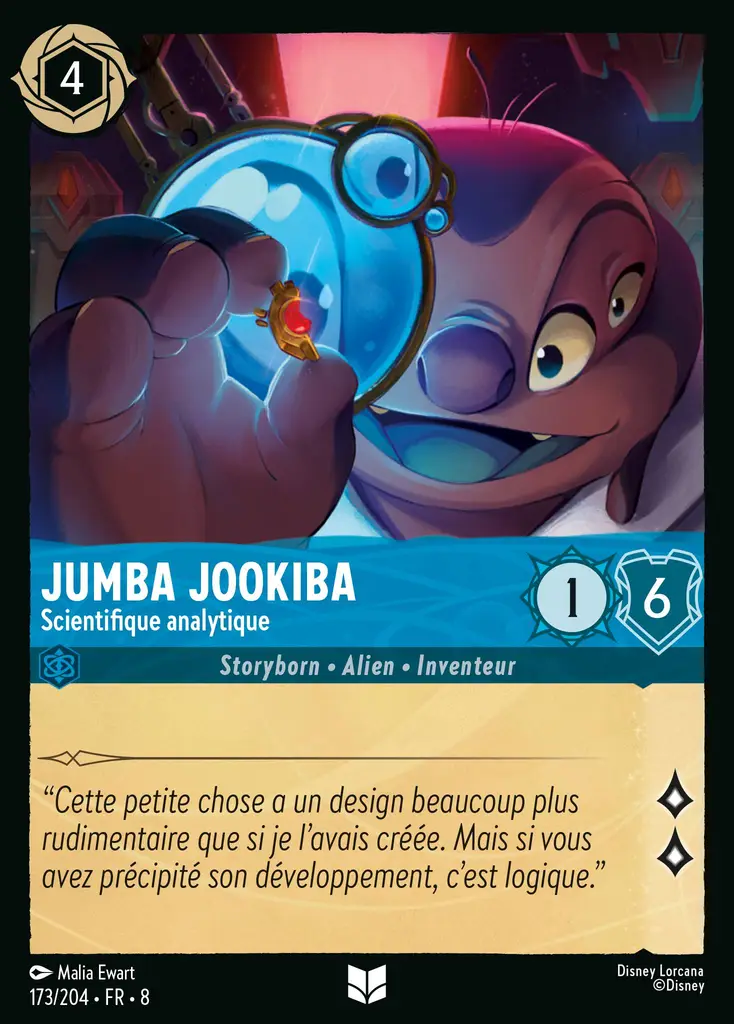 4
JUMBA JOOKIBA
Scientifique analytique
1
6
Storyborn • Alien • Inventeur
“Cette petite chose a un design beaucoup plus
rudimentaire que si je l’avais créée. Mais si vous
avez précipité son développement, c’est logique.”
Malia Ewart
173/204 • FR • 8
Disney Lorcana
©Disney